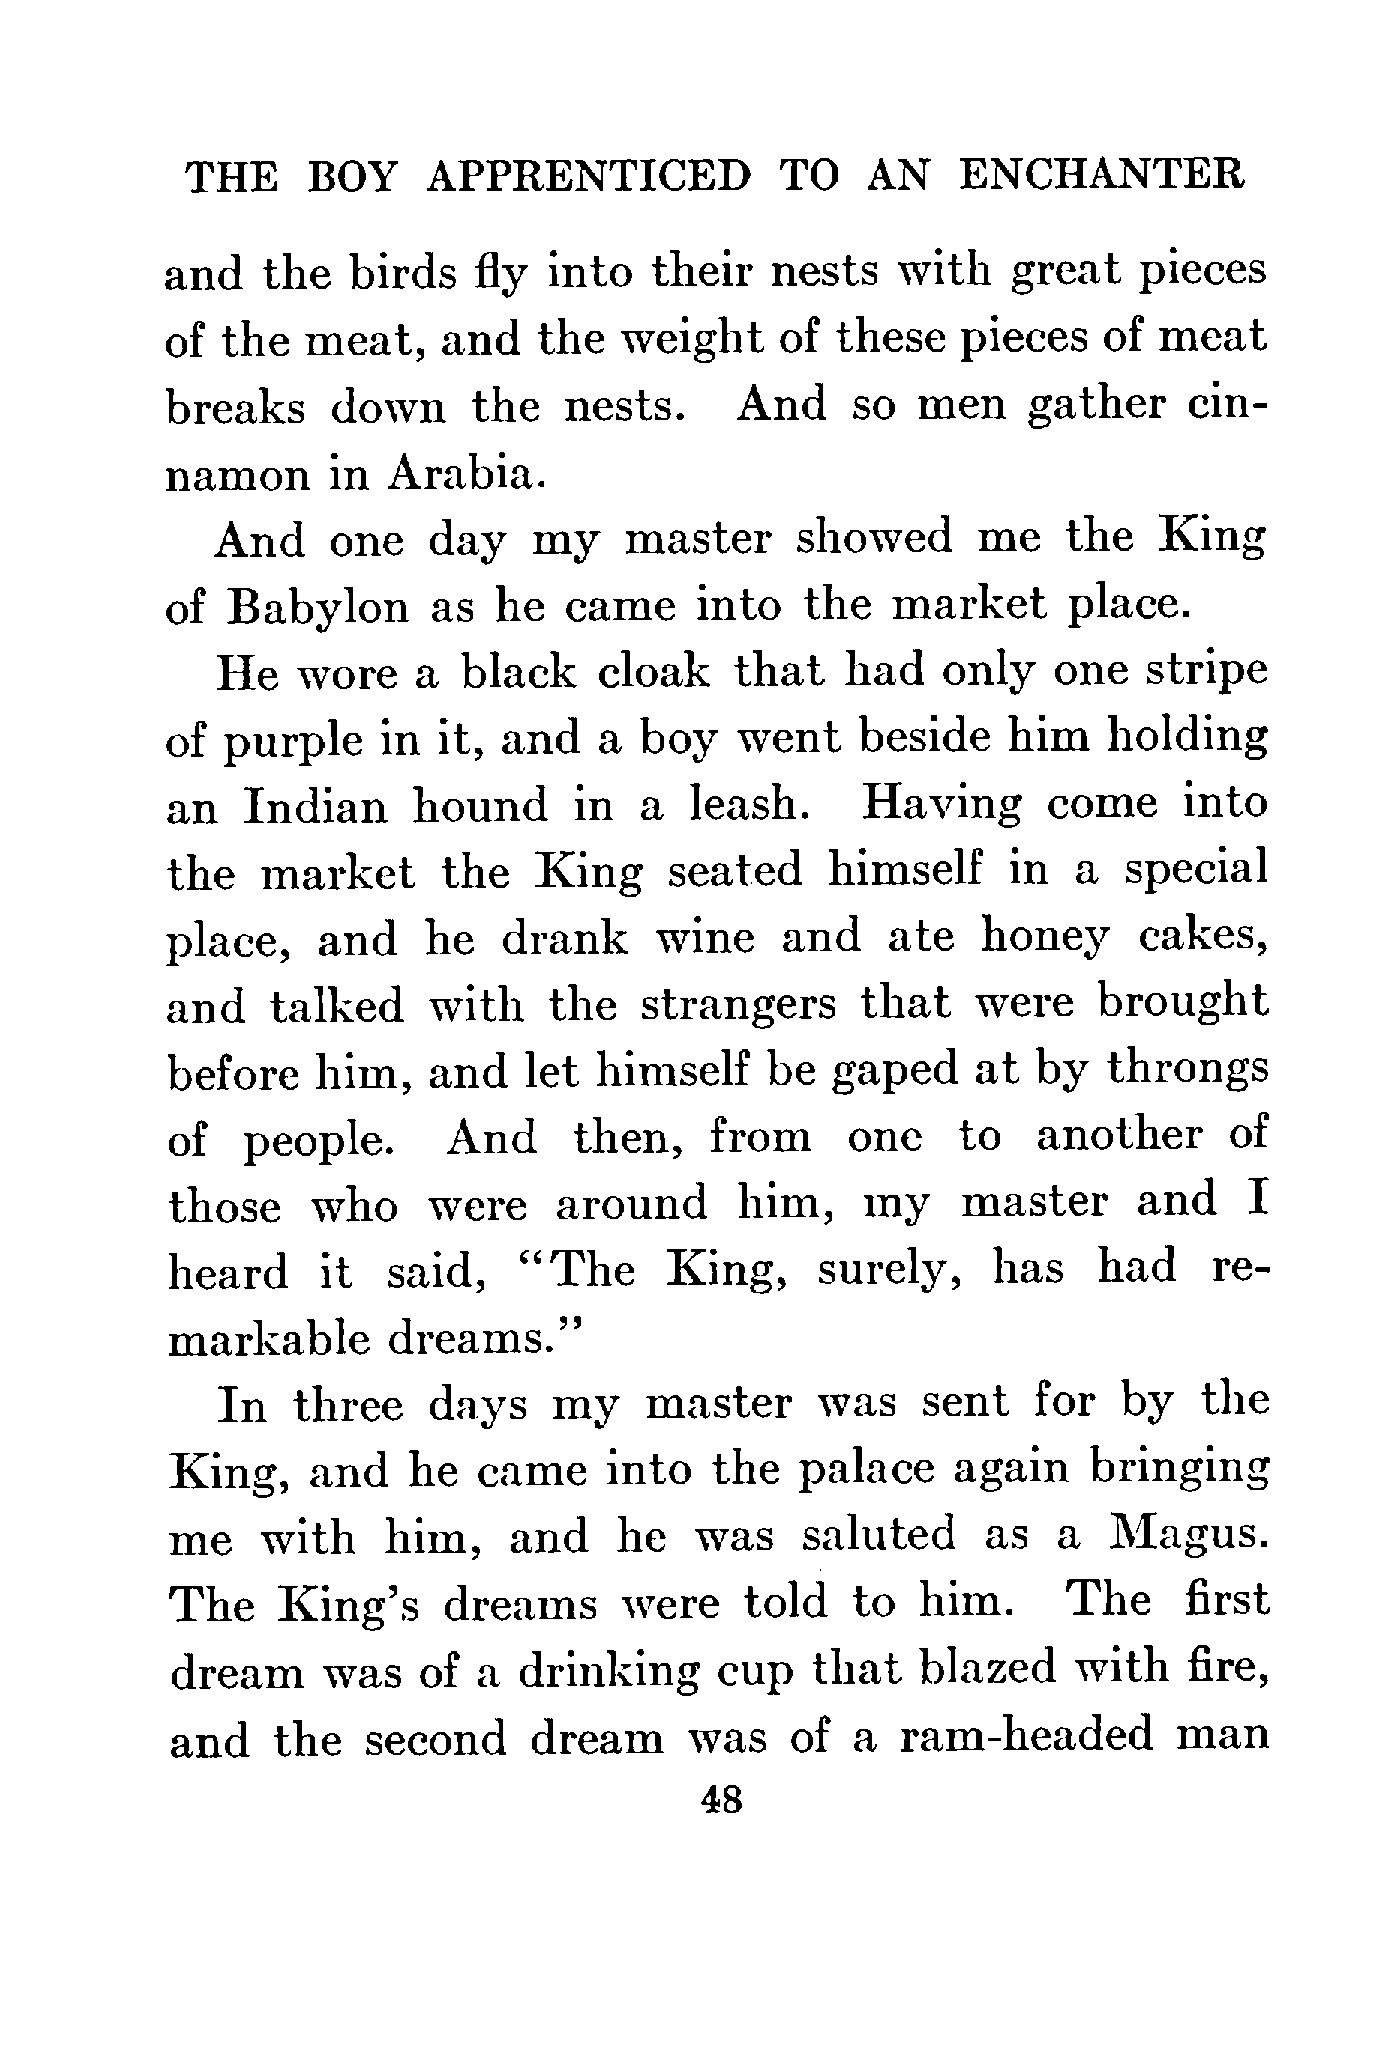 THE BOY APPRENTICED TO AN ENCHANTER
and the birds fly into their nests with great pieces
of the meat, and the weight of these pieces of meat
breaks down the nests. And so men gather cin-
namon in Arabia.
And one day my master showed me the King
of Babylon as he came into the market place.
He wore a black cloak that had only one stripe
of purple in it, and a boy went beside him holding
an Indian hound in a leash. Having come into
the market the King seated himself in a special
place, and he drank wine and ate honey cakes,
and talked with the strangers that were brought
before him, and let himself be gaped at by throngs
of people. And then, from one to another of
those who were around him, my master and I
heard it said, “The King, surely, has had re-
markable dreams.”
In three days my master was sent for by the
King, and he came into the palace again bringing
me with him, and he was saluted as a Magus.
The King’s dreams were told to him. The first
dream was of a drinking cup that blazed with fire,
and the second dream was of a ram-headed man
48